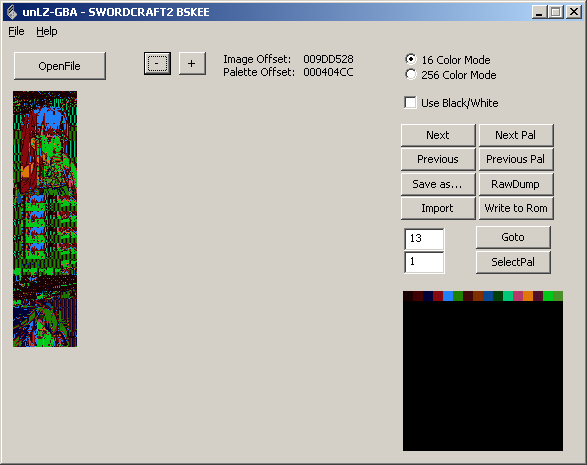 unLZ-GBA - SWORDCRAFT2 BSKEE
File Help
OpenFile
-
+
Image Offset: 009DD528
Palette Offset: 000404CC
16 Color Mode
256 Color Mode
Use Black/White
Next
Next Pal
Previous
Previous Pal
Save as...
RawDump
Import
Write to Rom
13
Goto
1
SelectPal